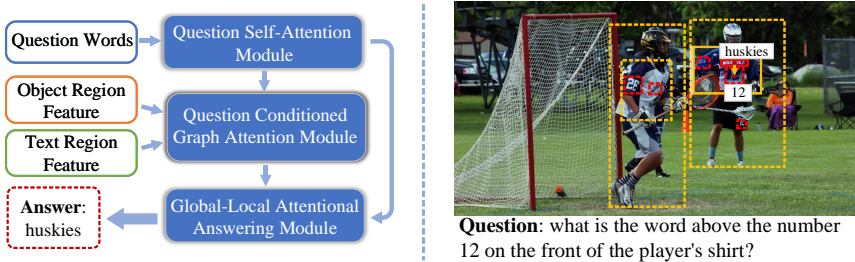 Question Words
Question Self-Attention
Module
Object Region
Feature
Question Conditioned
Graph Attention Module
Text Region
Feature
Answer:
huskies
Global-Local Attentional
Answering Module
huskies
12
26
Question: what is the word above the number
12 on the front of the player's shirt?